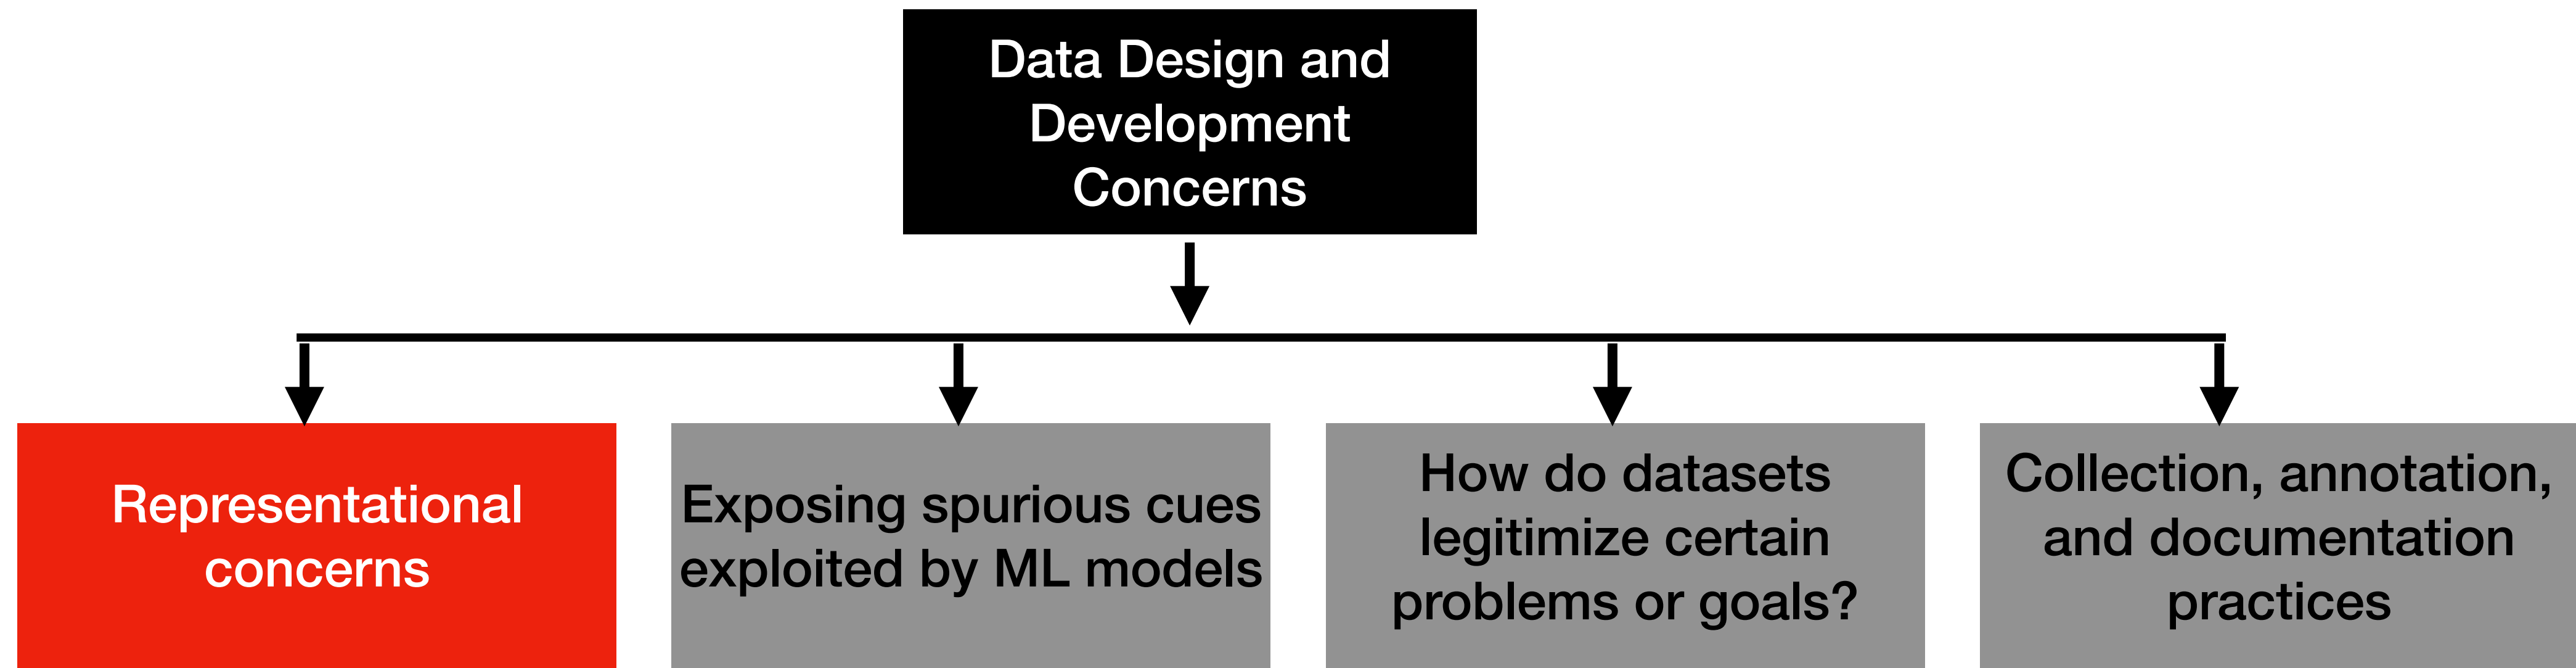 Data Design and
Development
Concerns
Representational
concerns
Exposing spurious cues
exploited by ML models
How do datasets
legitimize certain
problems or goals?
Collection, annotation,
and documentation
practices